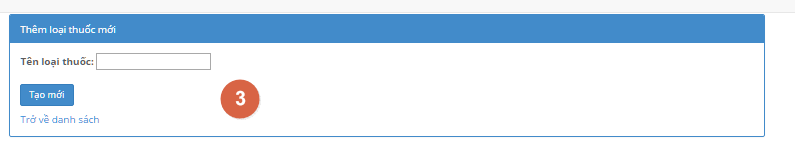 Thêm loại thuốc mới
Tên loại thuốc:
Tạo mới
3
Trở về danh sách